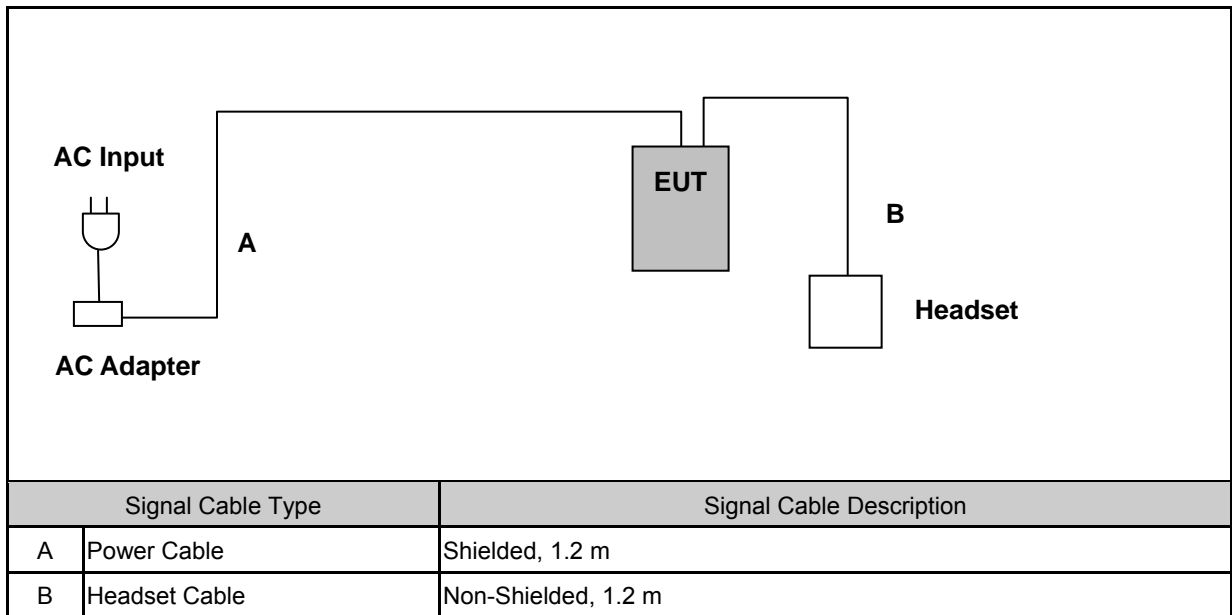 AC Input
EUT
B
A
Headset
AC Adapter
Signal Cable Type Signal Cable Description
A Power Cable Shielded, 1.2 m
B Headset Cable Non-Shielded, 1.2 m